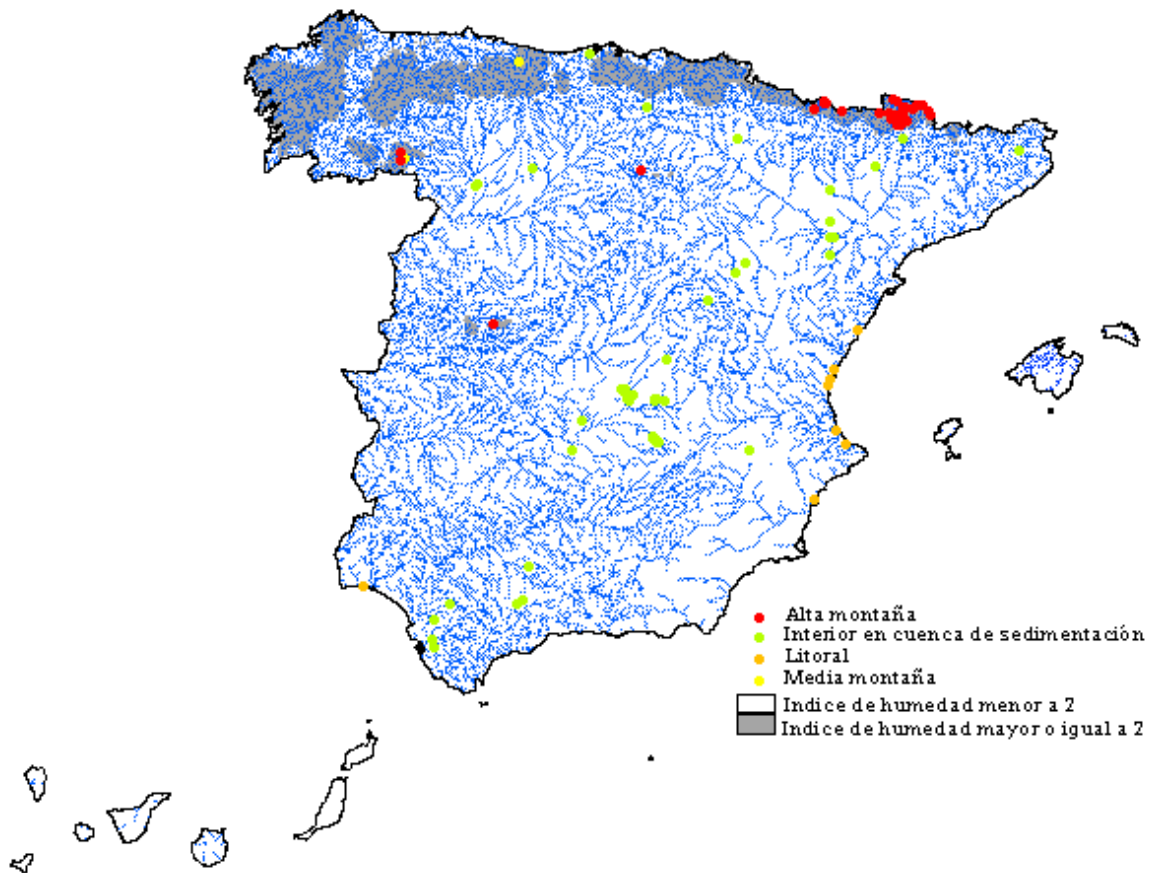 Alta montaña
Interior en cuenca de sedimentación
Litoral
Media montaña
Indice de humedad menor a 2
Indice de humedad mayor o igual a 2